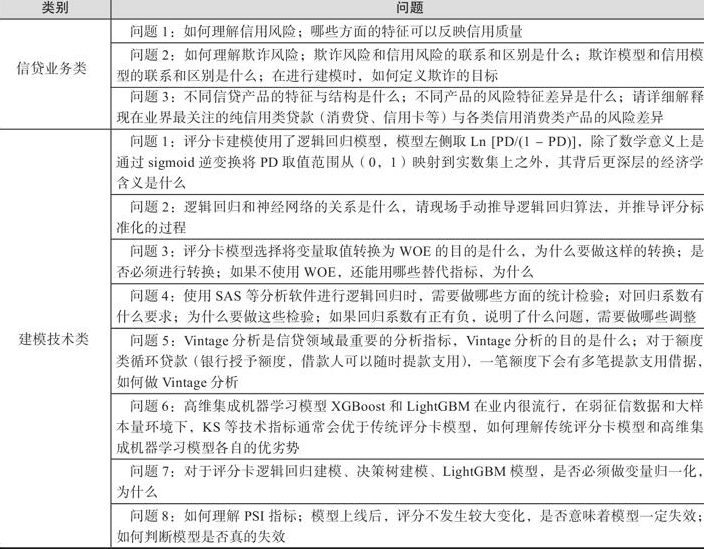 类别 问题
信贷业务类
问题 1：如何理解信用风险；哪些方面的特征可以反映信用质量
问题 2：如何理解欺诈风险；欺诈风险和信用风险的联系和区别是什么；欺诈模型和信用模
型的联系和区别是什么；在进行建模时，如何定义欺诈的目标
问题 3：不同信贷产品的特征与结构是什么；不同产品的风险特征差异是什么；请详细解释
现在业界最关注的纯信用类贷款（消费贷、信用卡等）与各类信用消费类产品的风险差异
建模技术类
问题 1：评分卡建模使用了逻辑回归模型，模型左侧取 Ln [PD/(1 – PD)]，除了数学意义上是
通过 sigmoid 逆变换将 PD 取值范围从（0，1）映射到实数集上之外，其背后更深层的经济学
含义是什么
问题 2：逻辑回归和神经网络的关系是什么，请现场手动推导逻辑回归算法，并推导评分标
准化的过程
问题 3：评分卡模型选择将变量取值转换为 WOE 的目的是什么，为什么要做这样的转换；是
否必须进行转换；如果不使用 WOE，还能用哪些替代指标，为什么
问题 4：使用 SAS 等分析软件进行逻辑回归时，需要做哪些方面的统计检验；对回归系数有
什么要求；为什么要做这些检验；如果回归系数有正有负，说明了什么问题，需要做哪些调整
问题 5：Vintage 分析是信贷领域最重要的分析指标，Vintage 分析的目的是什么；对于额度
类循环贷款（银行授予额度，借款人可以随时提款支用），一笔额度下会有多笔提款支用借据，
如何做 Vintage 分析
问题 6：高维集成机器学习模型 XGBoost 和 LightGBM 在业内很流行，在弱征信数据和大样
本量环境下，KS 等技术指标通常会优于传统评分卡模型，如何理解传统评分卡模型和高维集
成机器学习模型各自的优劣势
问题 7：对于评分卡逻辑回归建模、决策树建模、LightGBM 模型，是否必须做变量归一化，
为什么
问题 8：如何理解 PSI 指标；模型上线后，评分不发生较大变化，是否意味着模型一定失效；
如何判断模型是否真的失效